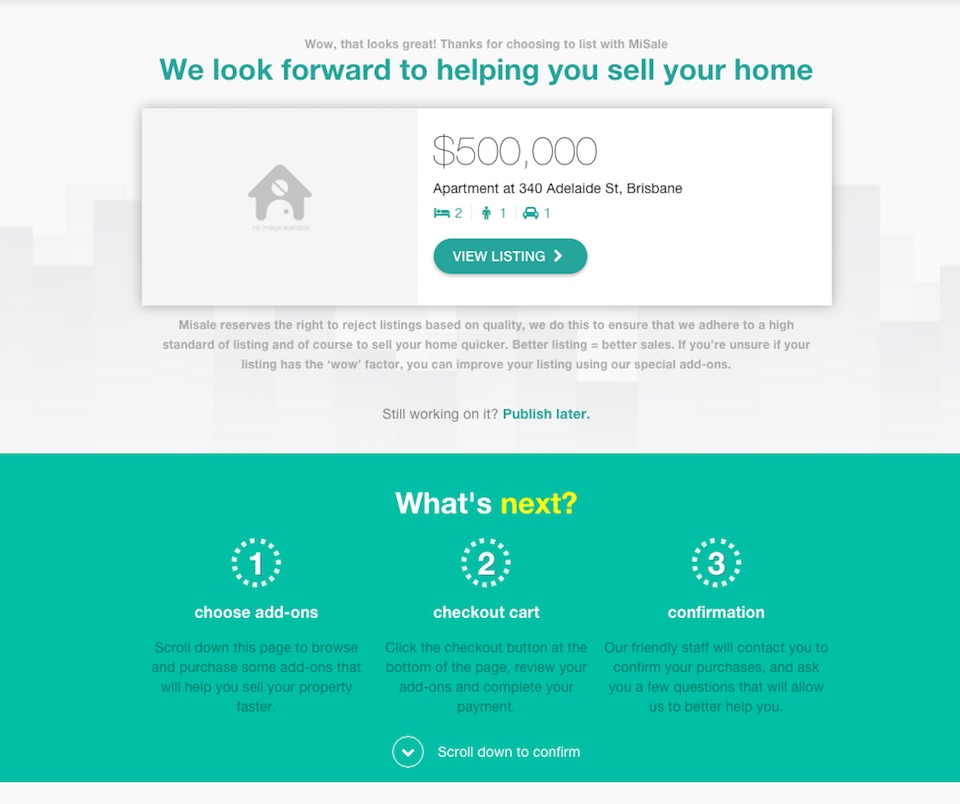 Wow, that looks great! Thanks for choosing to list with MiSale
We look forward to helping you sell your home
$500,000
Apartment at 340 Adelaide St, Brisbane
2 1 1
no image available
VIEW LISTING
Misale reserves the right to reject listings based on quality, we do this to ensure that we adhere to a high
standard of listing and of course to sell your home quicker. Better listing = better sales. If you’re unsure if your
listing has the ‘wow’ factor, you can improve your listing using our special add-ons.
Still working on it? Publish later.
What's next?
1
choose add-ons
Scroll down this page to browse
and purchase some add-ons that
will help you sell your property
faster.
2
checkout cart
Click the checkout button at the
bottom of the page, review your
add-ons and complete your
payment.
3
confirmation
Our friendly staff will contact you to
confirm your purchases, and ask
you a few questions that will allow
us to better help you.
Scroll down to confirm